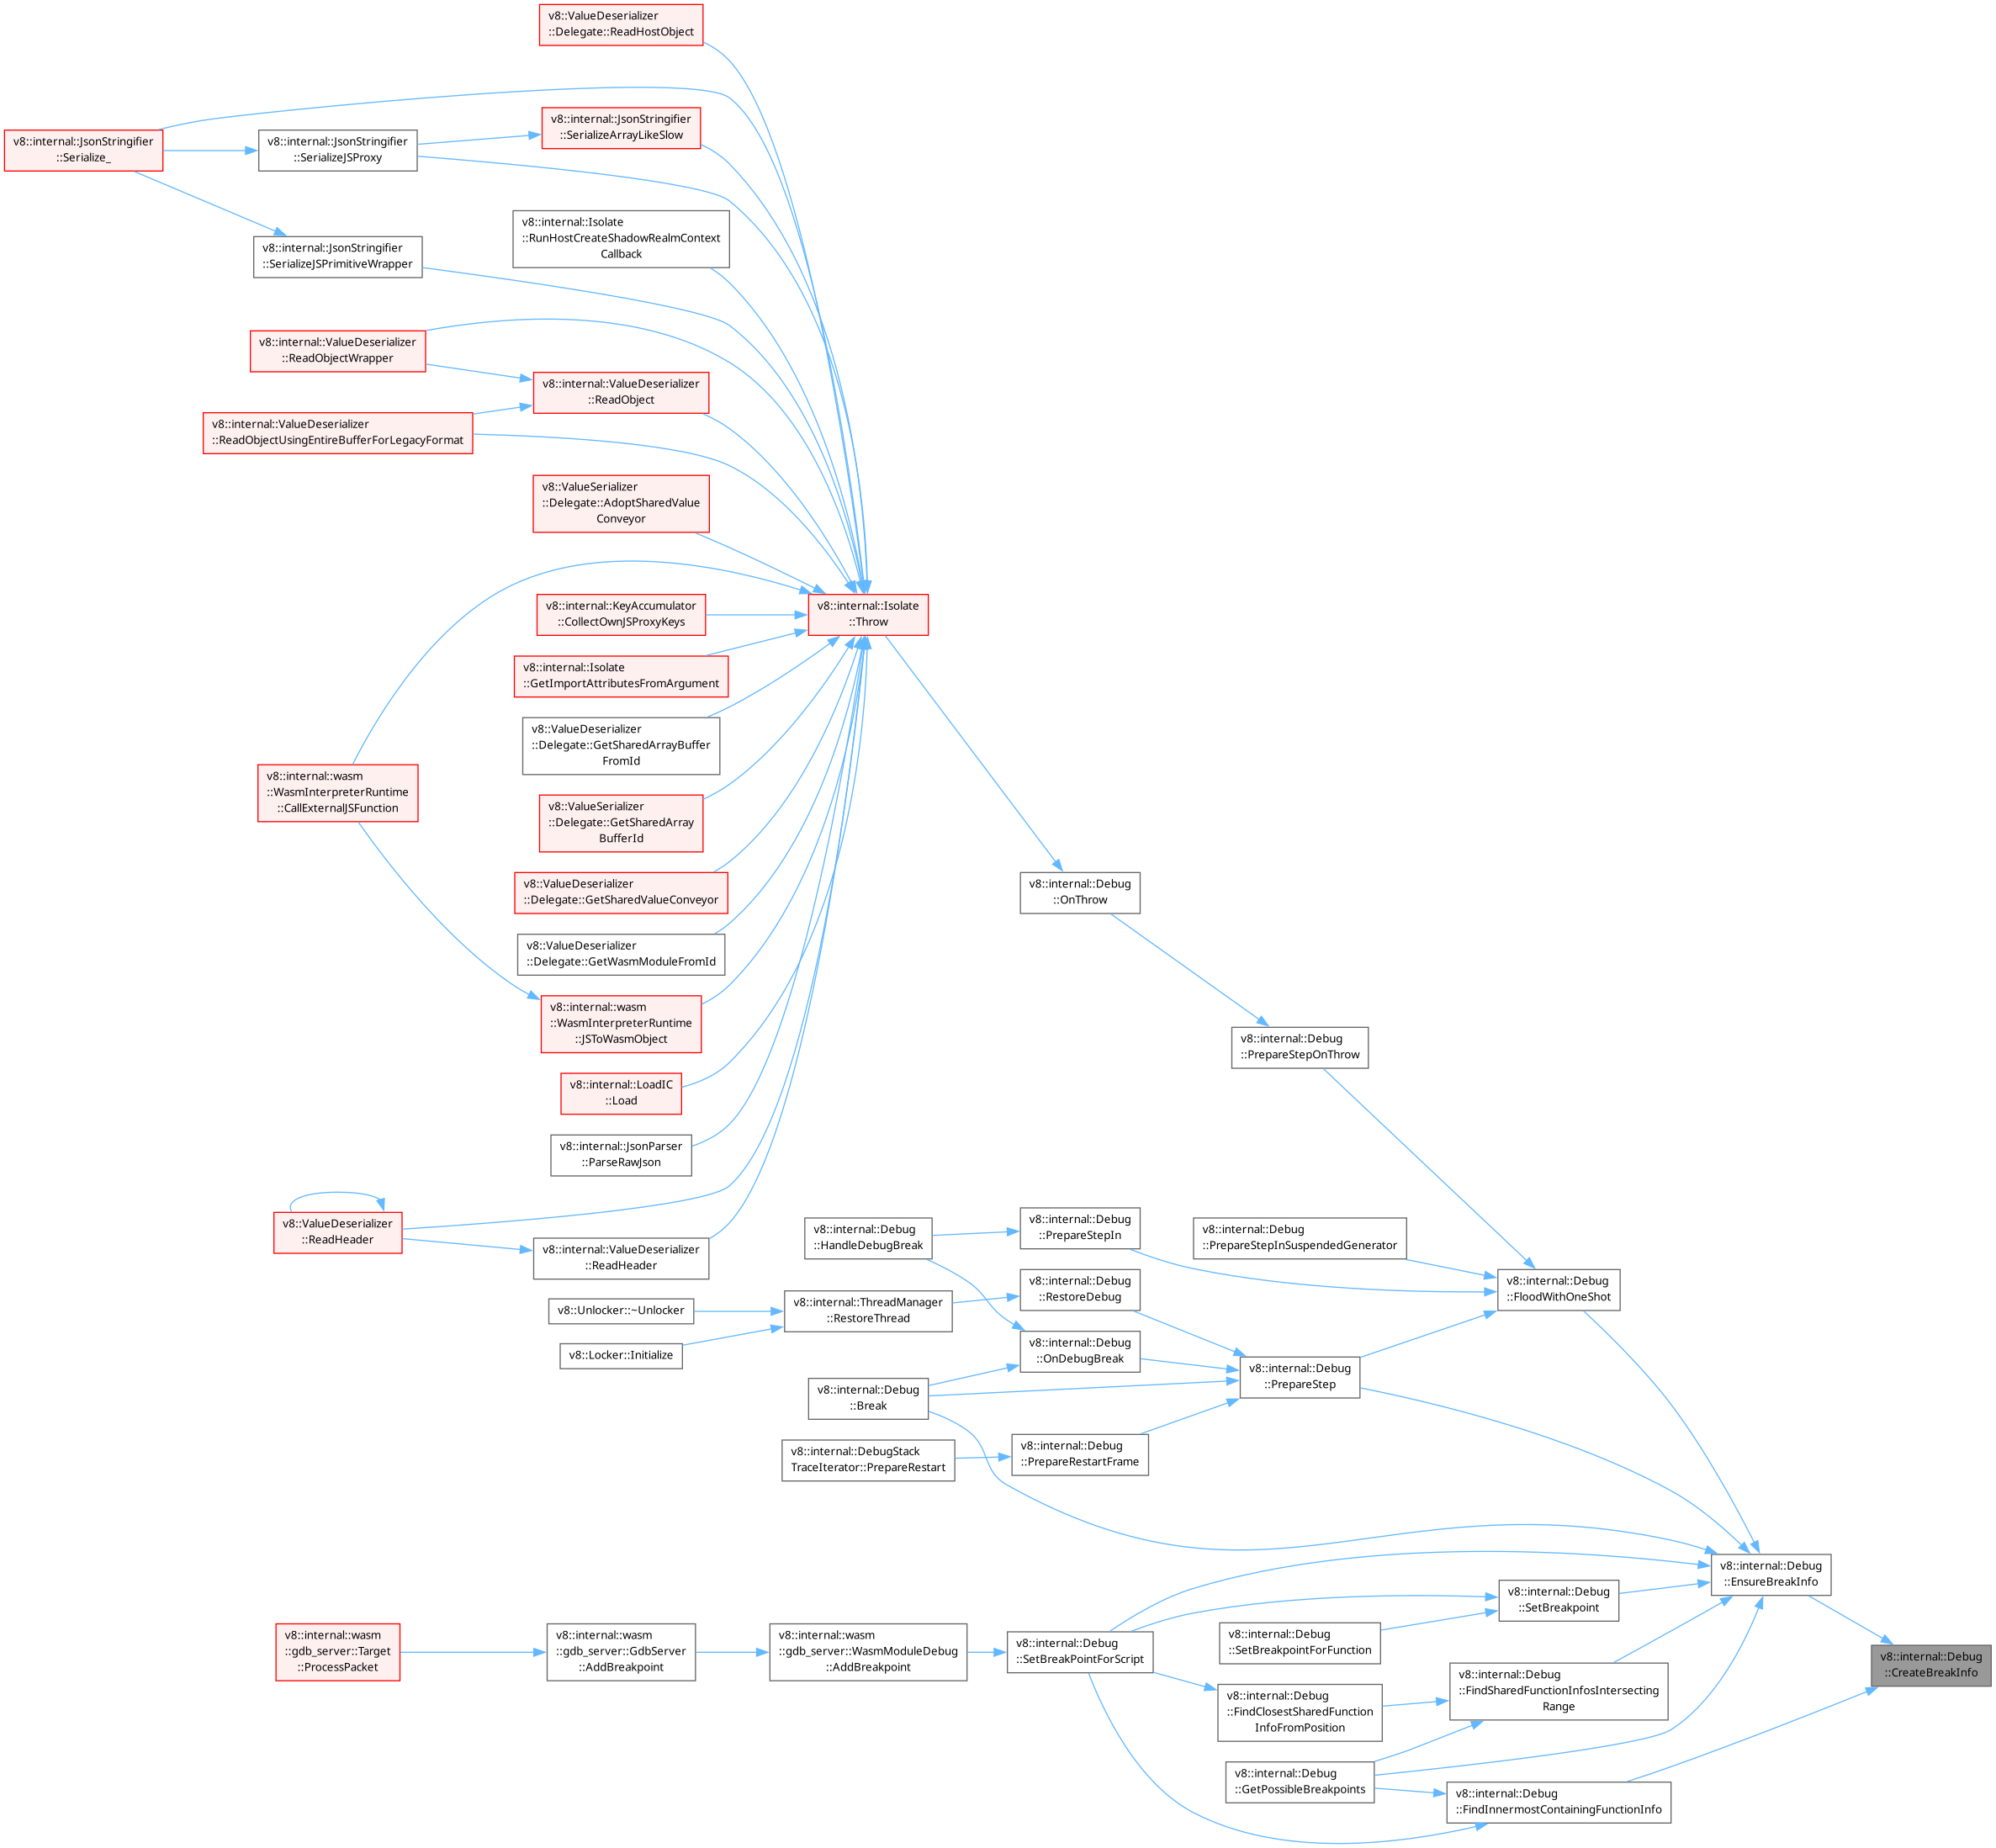 v8::ValueDeserializer
::Delegate::ReadHostObject
v8::internal::JsonStringifier
::Serialize_
v8::internal::JsonStringifier
::SerializeJSProxy
v8::internal::JsonStringifier
::SerializeArrayLikeSlow
v8::internal::JsonStringifier
::SerializeJSPrimitiveWrapper
v8::internal::Isolate
::RunHostCreateShadowRealmContext
Callback
v8::internal::ValueDeserializer
::ReadObjectWrapper
v8::internal::ValueDeserializer
::ReadObject
v8::internal::ValueDeserializer
::ReadObjectUsingEntireBufferForLegacyFormat
v8::ValueSerializer
::Delegate::AdoptSharedValue
Conveyor
v8::internal::KeyAccumulator
::CollectOwnJSProxyKeys
v8::internal::Isolate
::Throw
v8::internal::Isolate
::GetImportAttributesFromArgument
v8::ValueDeserializer
::Delegate::GetSharedArrayBuffer
FromId
v8::internal::wasm
::WasmInterpreterRuntime
::CallExternalJSFunction
v8::ValueSerializer
::Delegate::GetSharedArray
BufferId
v8::ValueDeserializer
::Delegate::GetSharedValueConveyor
v8::internal::Debug
::OnThrow
v8::ValueDeserializer
::Delegate::GetWasmModuleFromId
v8::internal::wasm
::WasmInterpreterRuntime
::JSToWasmObject
v8::internal::Debug
::PrepareStepOnThrow
v8::internal::LoadIC
::Load
v8::internal::JsonParser
::ParseRawJson
v8::ValueDeserializer
::ReadHeader
v8::internal::ValueDeserializer
::ReadHeader
v8::internal::Debug
::HandleDebugBreak
v8::internal::Debug
::PrepareStepIn
v8::internal::Debug
::PrepareStepInSuspendedGenerator
v8::internal::Debug
::FloodWithOneShot
v8::Unlocker::~Unlocker
v8::internal::ThreadManager
::RestoreThread
v8::internal::Debug
::RestoreDebug
v8::Locker::Initialize
v8::internal::Debug
::OnDebugBreak
v8::internal::Debug
::PrepareStep
v8::internal::Debug
::Break
v8::internal::DebugStack
TraceIterator::PrepareRestart
v8::internal::Debug
::PrepareRestartFrame
v8::internal::Debug
::EnsureBreakInfo
v8::internal::Debug
::SetBreakpoint
v8::internal::wasm
::gdb_server::Target
::ProcessPacket
v8::internal::wasm
::gdb_server::GdbServer
::AddBreakpoint
v8::internal::wasm
::gdb_server::WasmModuleDebug
::AddBreakpoint
v8::internal::Debug
::SetBreakPointForScript
v8::internal::Debug
::SetBreakpointForFunction
v8::internal::Debug
::CreateBreakInfo
v8::internal::Debug
::FindSharedFunctionInfosIntersecting
Range
v8::internal::Debug
::FindClosestSharedFunction
InfoFromPosition
v8::internal::Debug
::GetPossibleBreakpoints
v8::internal::Debug
::FindInnermostContainingFunctionInfo